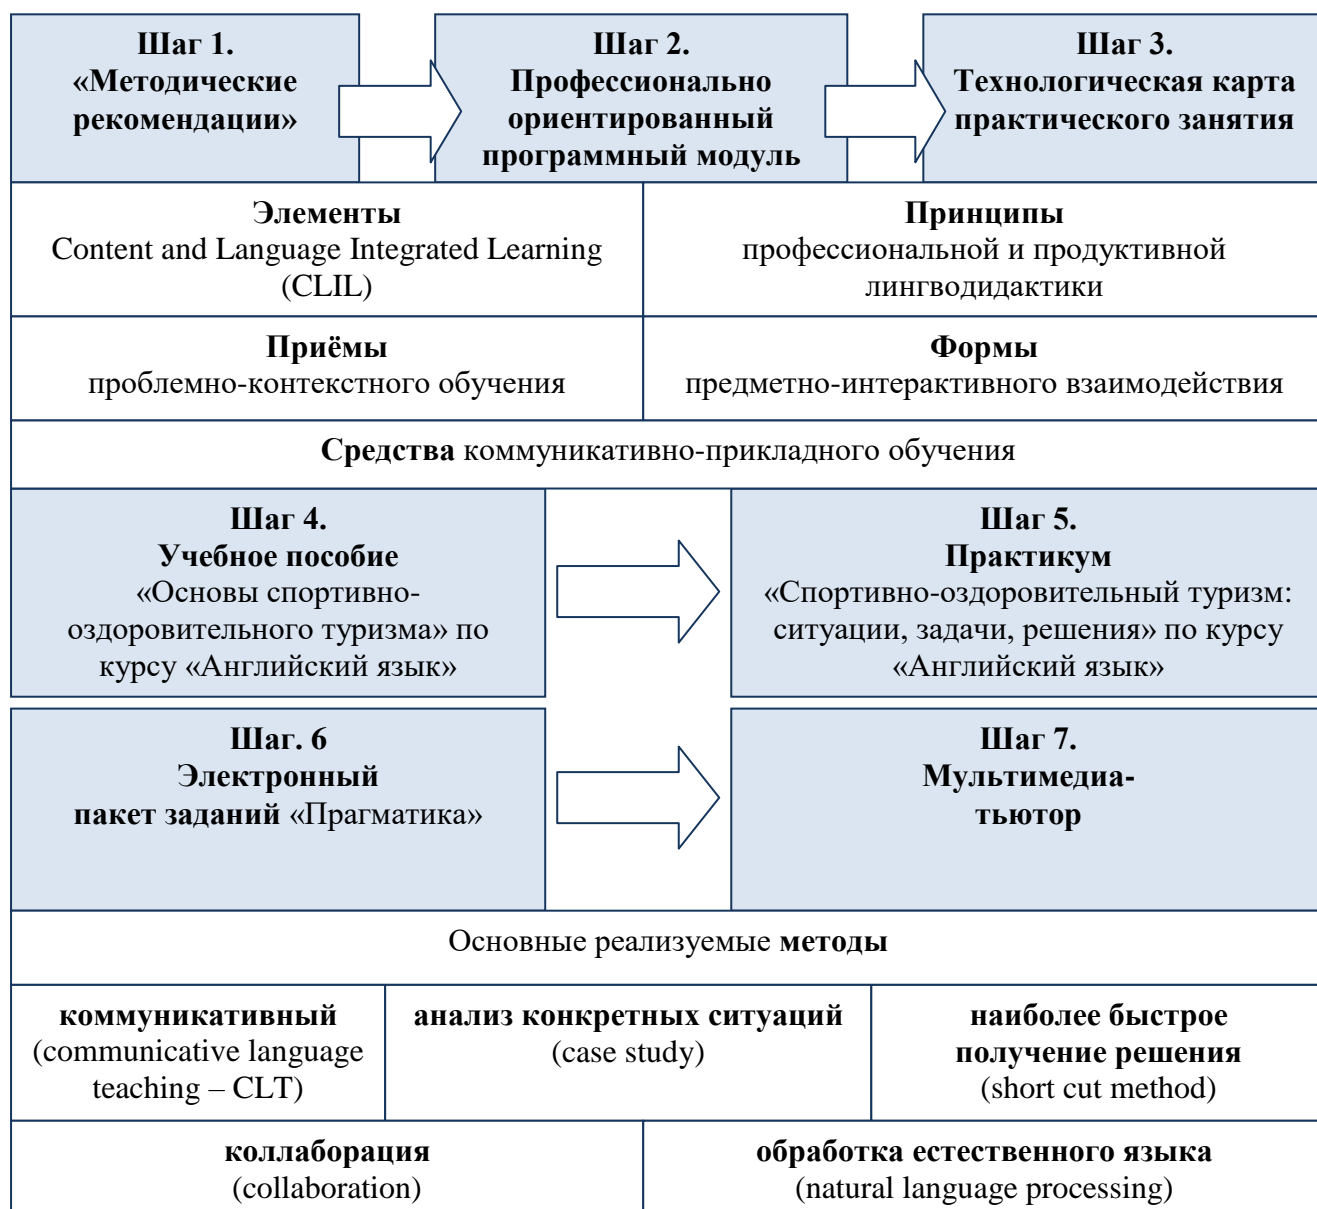 Шаг 1.
«Методические
рекомендации»
Шаг 2.
Профессионально
ориентированный
программный модуль
Шаг 3.
Технологическая карта
практического занятия
Элементы
Content and Language Integrated Learning
(CLIL)
Принципы
профессиональной и продуктивной
лингводидактики
Приёмы
проблемно-контекстного обучения
Формы
предметно-интерактивного взаимодействия
Средства коммуникативно-прикладного обучения
Шаг 4.
Учебное пособие
«Основы спортивно-
оздоровительного туризма» по
курсу «Английский язык»
Шаг 5.
Практикум
«Спортивно-оздоровительный туризм:
ситуации, задачи, решения» по курсу
«Английский язык»
Шаг. 6
Электронный
пакет заданий «Прагматика»
Шаг 7.
Мультимедиа-
тьютор
Основные реализуемые методы
коммуникативный
(communicative language
teaching – CLT)
анализ конкретных ситуаций
(case study)
наиболее быстрое
получение решения
(short cut method)
коллаборация
(collaboration)
обработка естественного языка
(natural language processing)